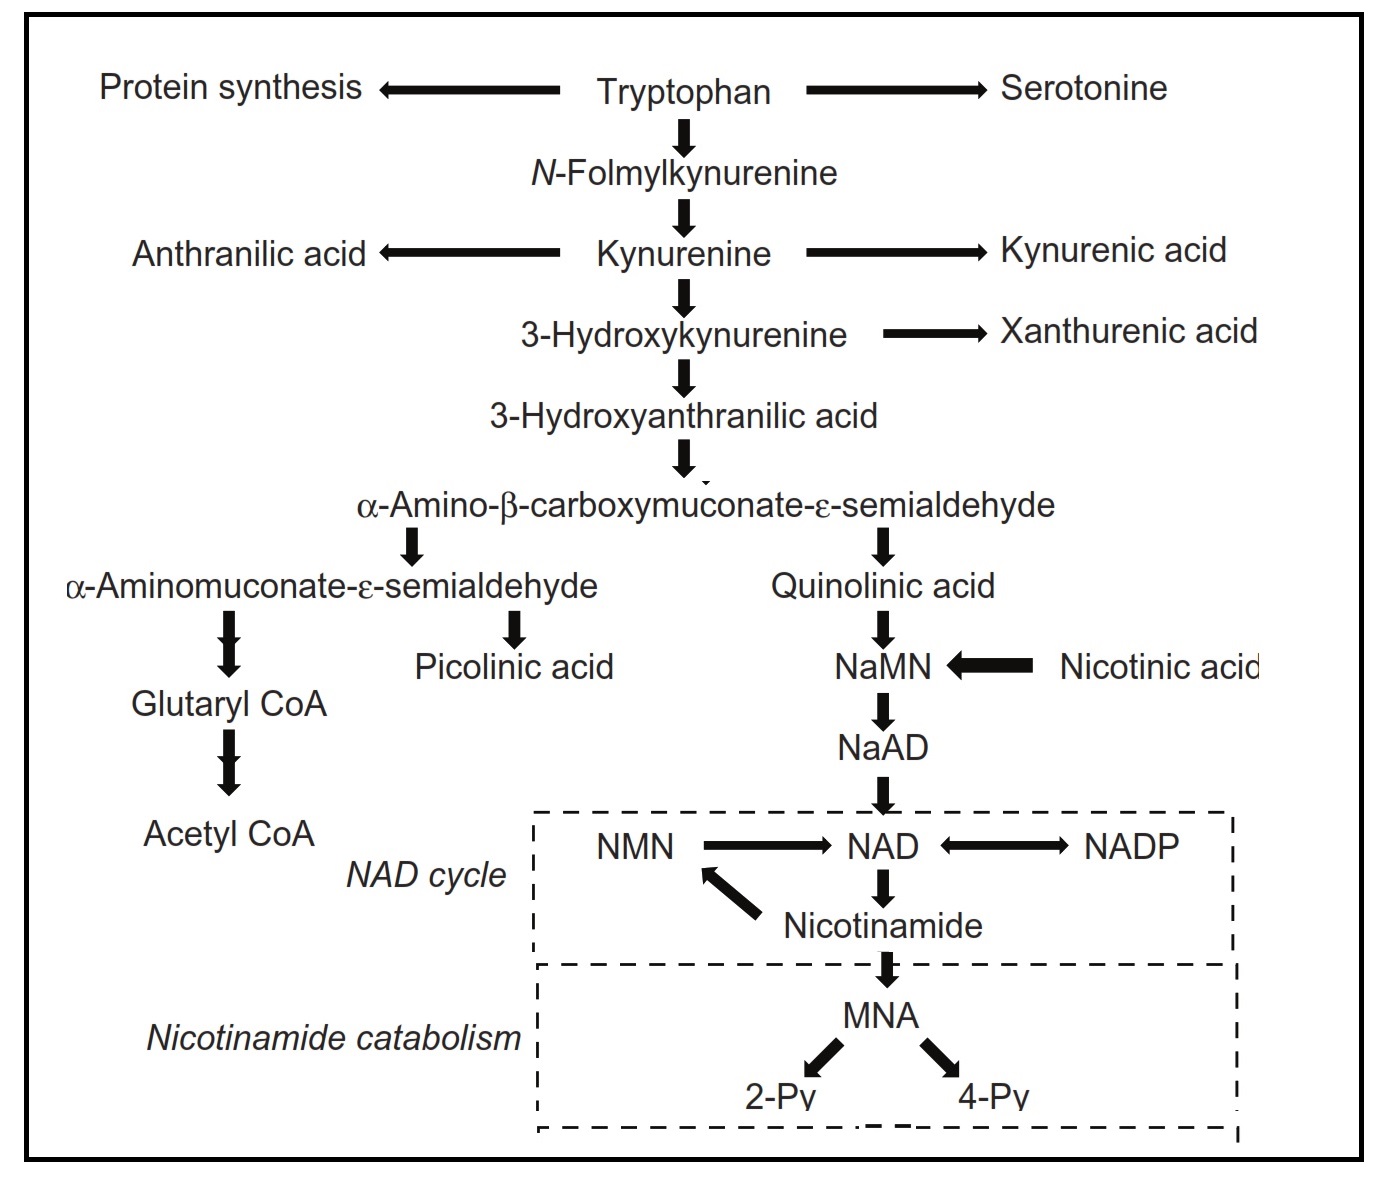 Protein synthesis Tryptophan Serotonine
N-Folmylkynurenine
Anthranilic acid Kynurenine Kynurenic acid
3-Hydroxykynurenine Xanthurenic acid
3-Hydroxyanthranilic acid
α-Amino-β-carboxymuconate-ε-semialdehyde
α-Aminomuconate-ε-semialdehyde Quinolinic acid
Picolinic acid NaMN Nicotinic acid
Glutaryl CoA
NaAD
Acetyl CoA NMN NAD NADP
NAD cycle
Nicotinamide
MNA
Nicotinamide catabolism
2-Py 4-Py